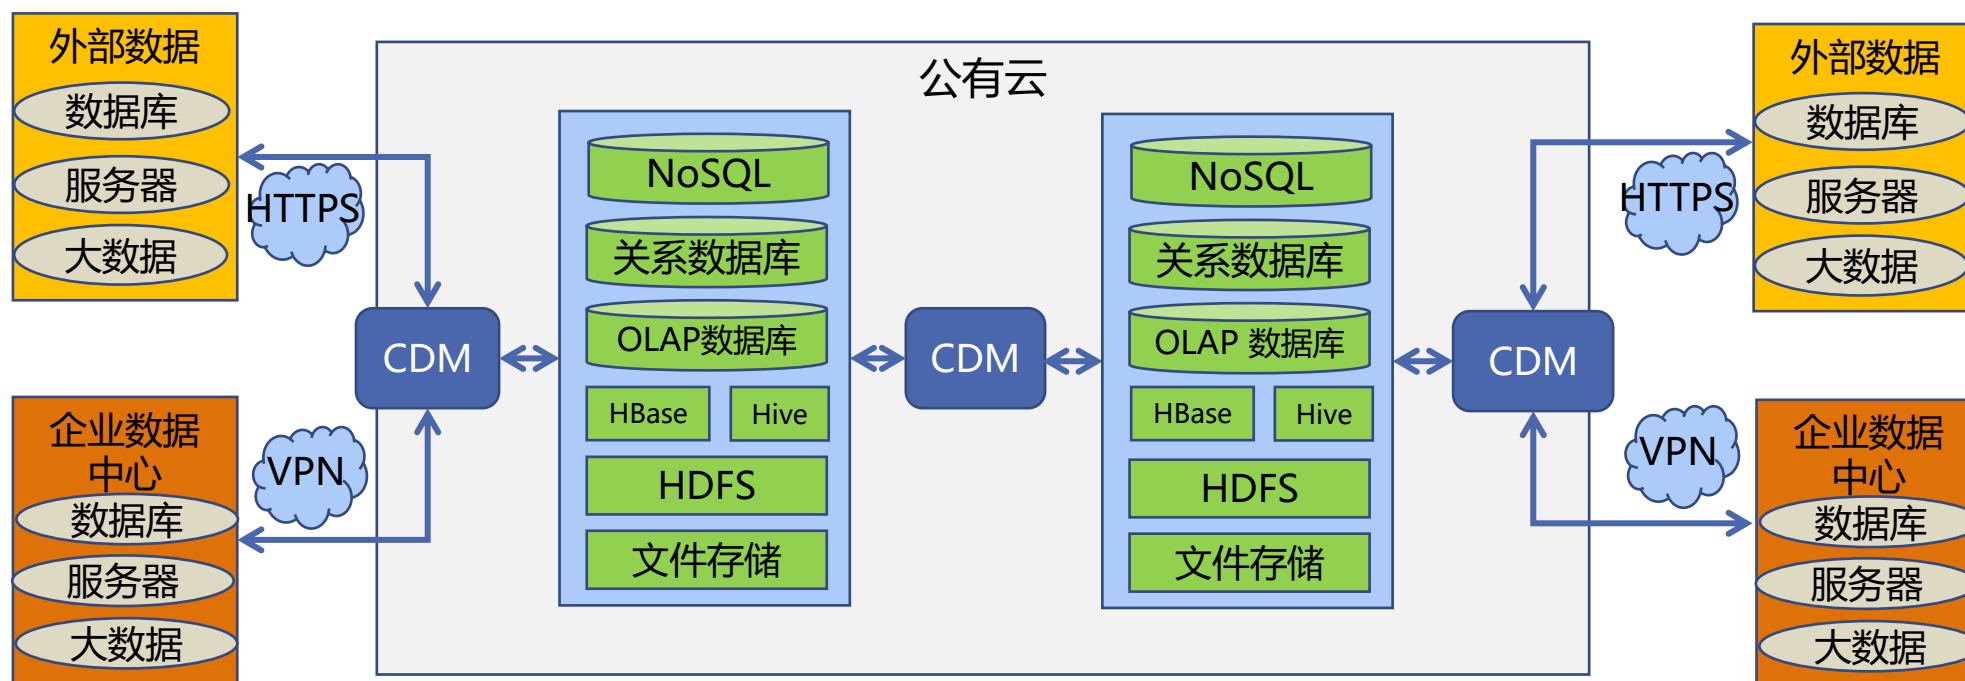 外部数据
数据库
服务器
大数据
HTTPS
企业数据
中心
数据库
服务器
大数据
VPN
公有云
CDM
NoSQL
关系数据库
OLAP数据库
HBase
Hive
HDFS
文件存储
CDM
NoSQL
关系数据库
OLAP 数据库
HBase
Hive
HDFS
文件存储
CDM
HTTPS
VPN
外部数据
数据库
服务器
大数据
企业数据
中心
数据库
服务器
大数据